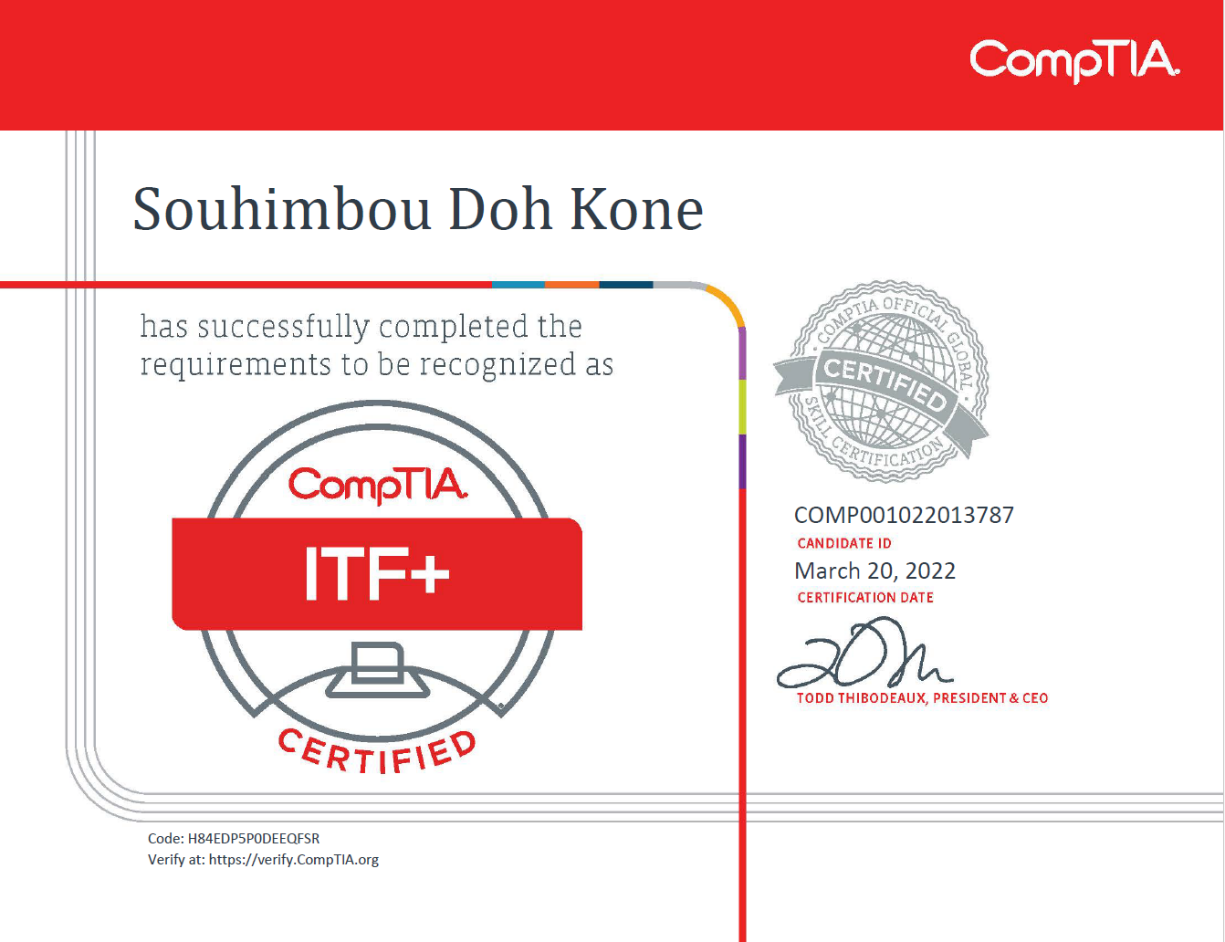 CompTIA.
Souhimbou Doh Kone
has successfully completed the
requirements to be recognized as
CompTIA.
ITF+
CERTIFIED
COMPTIA OFFICIAL GLOBAL
CERTIFIED
SKILL CERTIFICATION
COMP001022013787
CANDIDATE ID
March 20, 2022
CERTIFICATION DATE
TODD THIBODEAUX, PRESIDENT & CEO
Code: H84EDP5P0DEEQFSR
Verify at: https://verify.CompTIA.org